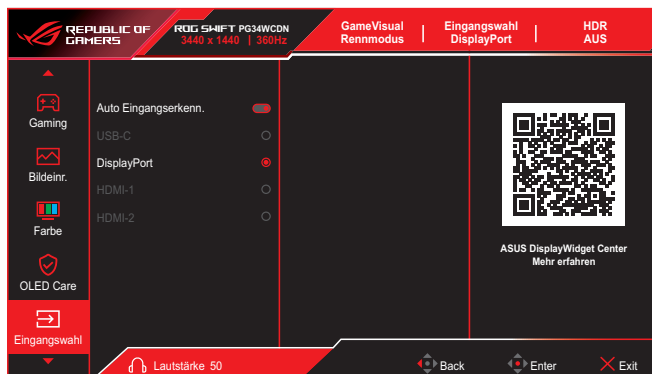 REPUBLIC OF
GAMERS
ROG SWIFT PG34WCDN
3440 x 1440 | 360Hz
GameVisual
Rennmodus
Eingangswahl
DisplayPort
HDR
AUS
Gaming
Bildeinr.
Farbe
OLED Care
Eingangswahl
Auto Eingangserkenn.
USB-C
DisplayPort
HDMI-1
HDMI-2
ASUS DisplayWidget Center
Mehr erfahren
Lautstärke 50
Back
Enter
Exit